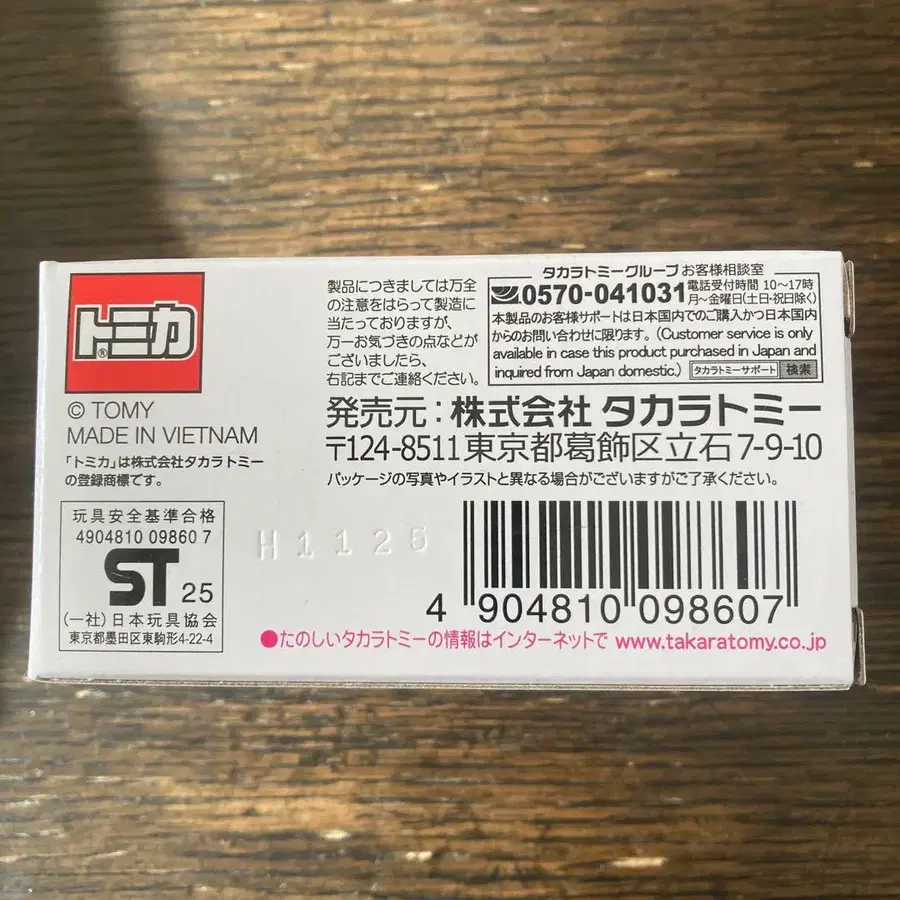 トミカ®
© TOMY
MADE IN VIETNAM
「トミカ」は株式会社タカラトミー
の登録商標です。
製品につきましては万全
の注意をはらって製造に
当たっておりますが、
万一お気づきの点などが
ございましたら、
右記までご連絡ください。
タカラトミーグループ お客様相談室
0570-041031 電話受付時間 10〜17時
月〜金曜日(土日・祝日除く)
本製品のお客様サポートは日本国内でのご購入かつ日本国内
からのお問い合わせに限ります。(Customer service is only
available in case this product purchased in Japan and
inquired from Japan domestic.) タカラトミーサポート 検索
発売元:株式会社 タカラトミー
〒124-8511 東京都葛飾区立石 7-9-10
パッケージの写真やイラストと異なる場合がございますがご了承ください。
玩具安全基準合格
4904810 09860 7
ST 25
(一社)日本玩具協会
東京都墨田区東駒形4-22-4
H1125
4 904810 098607
●たのしいタカラトミーの情報はインターネットで www.takaratomy.co.jp